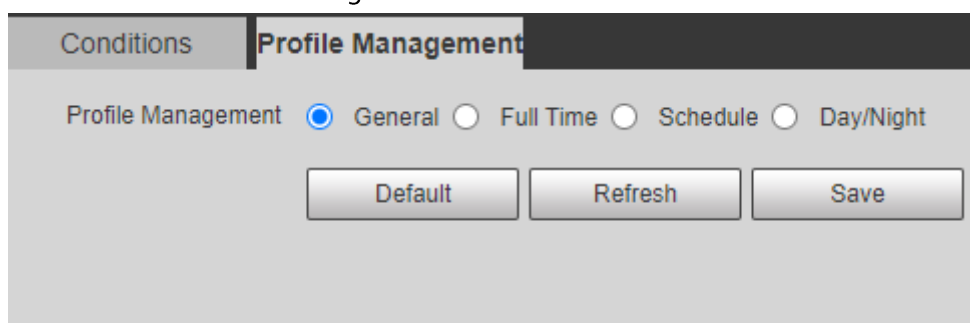 Conditions Profile Management
Profile Management General Full Time Schedule Day/Night
Default Refresh Save